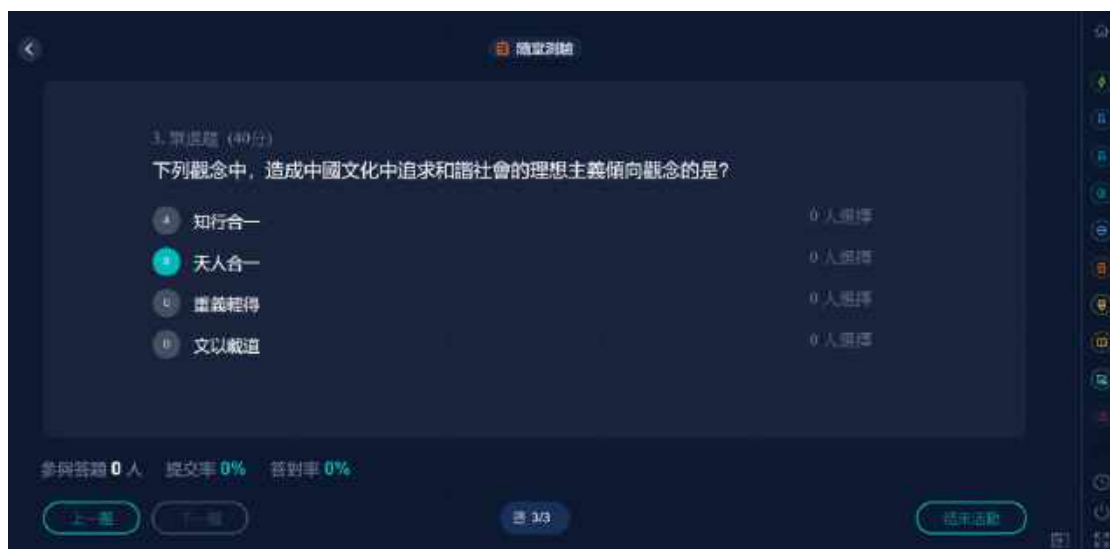 隨堂測驗
3. 單選題 (40分)
下列觀念中，造成中國文化中追求和諧社會的理想主義傾向觀念的是?
A 知行合一
0 人選擇
B 天人合一
0 人選擇
C 重義輕得
0 人選擇
D 文以載道
0 人選擇
參與答題 0 人 提交率 0% 答對率 0%
上一題 下一題 3/3 結束活動